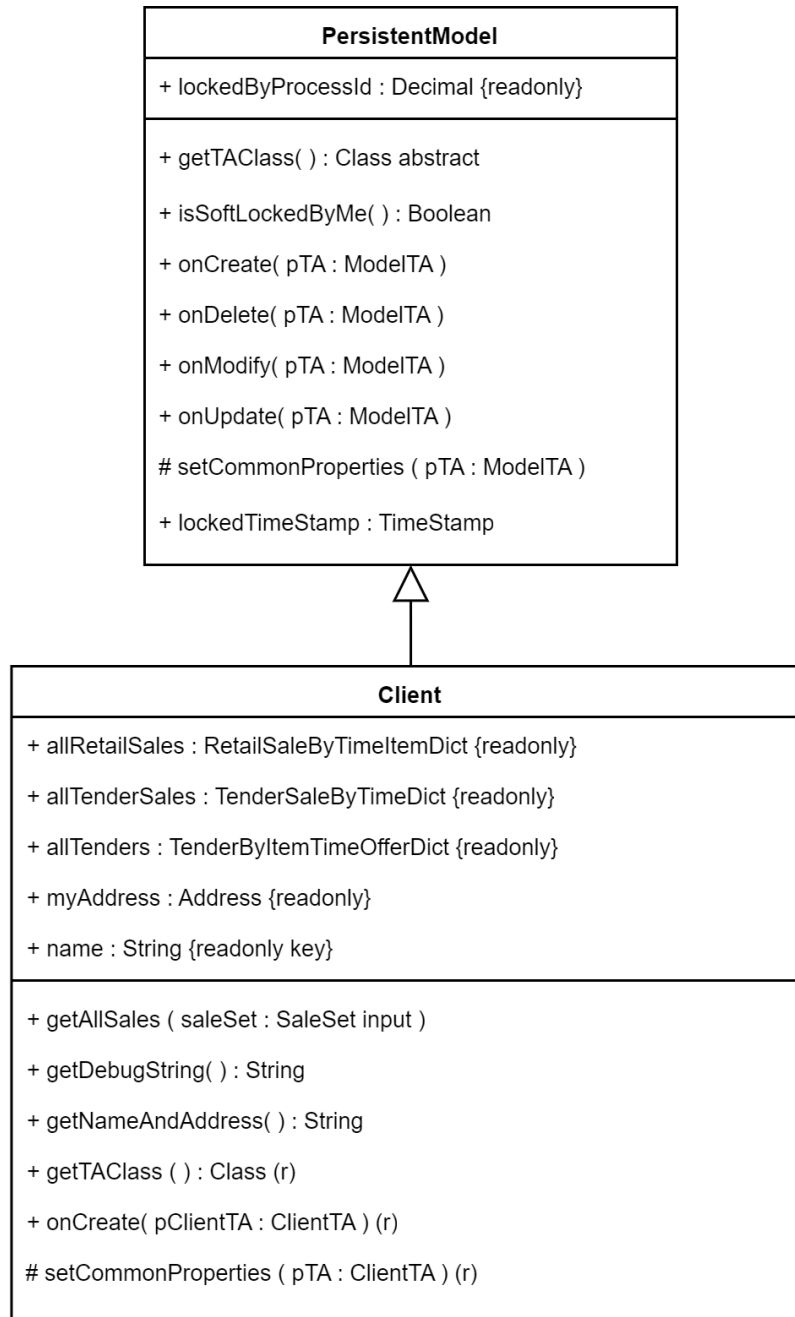 PersistentModel
+ lockedByProcessId : Decimal {readonly}
+ getTAClass( ) : Class abstract
+ isSoftLockedByMe( ) : Boolean
+ onCreate( pTA : ModelTA )
+ onDelete( pTA : ModelTA )
+ onModify( pTA : ModelTA )
+ onUpdate( pTA : ModelTA )
# setCommonProperties ( pTA : ModelTA )
+ lockedTimeStamp : TimeStamp
Client
+ allRetailSales : RetailSaleByTimeItemDict {readonly}
+ allTenderSales : TenderSaleByTimeDict {readonly}
+ allTenders : TenderByItemTimeOfferDict {readonly}
+ myAddress : Address {readonly}
+ name : String {readonly key}
+ getAllSales ( saleSet : SaleSet input )
+ getDebugString( ) : String
+ getNameAndAddress( ) : String
+ getTAClass ( ) : Class (r)
+ onCreate( pClientTA : ClientTA ) (r)
# setCommonProperties ( pTA : ClientTA ) (r)